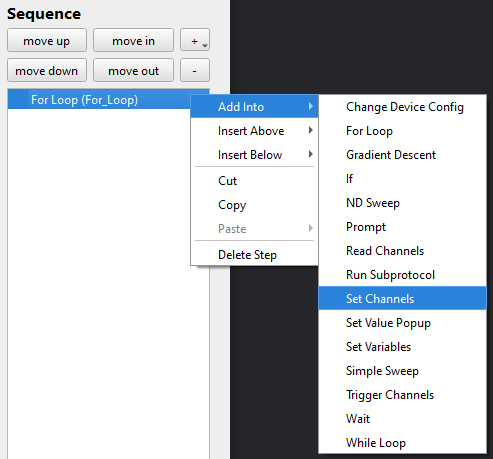 Sequence
move up
move in
+
move down
move out
-
For Loop (For_Loop)
Add Into
Insert Above
Insert Below
Cut
Copy
Paste
Delete Step
Change Device Config
For Loop
Gradient Descent
If
ND Sweep
Prompt
Read Channels
Run Subprotocol
Set Channels
Set Value Popup
Set Variables
Simple Sweep
Trigger Channels
Wait
While Loop